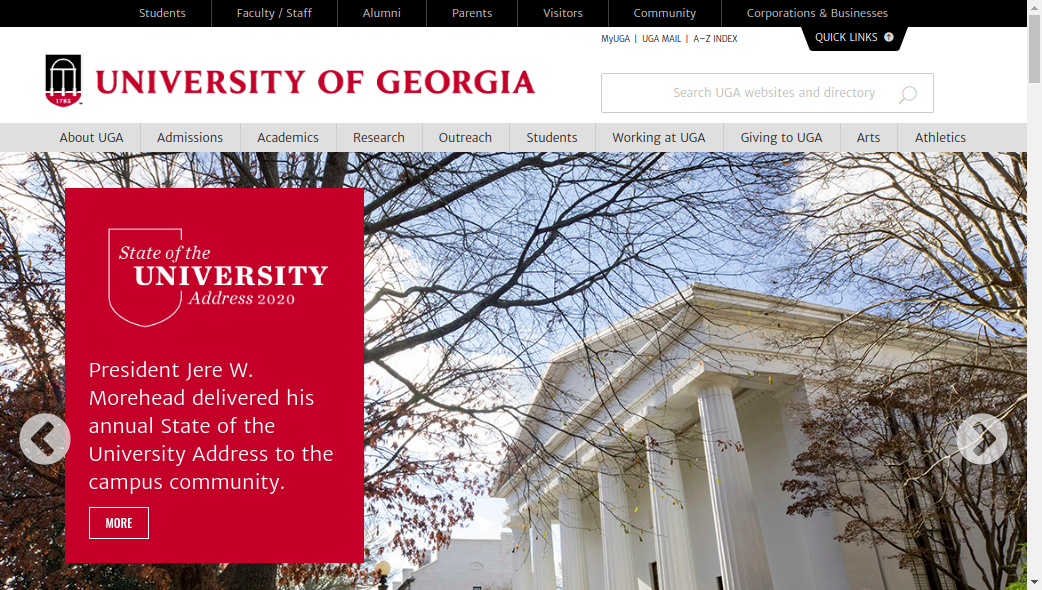 Students
Faculty / Staff
Alumni
Parents
Visitors
Community
Corporations & Businesses
MyUGA | UGA MAIL | A–Z INDEX
QUICK LINKS
1785
UNIVERSITY OF GEORGIA
Search UGA websites and directory
About UGA
Admissions
Academics
Research
Outreach
Students
Working at UGA
Giving to UGA
Arts
Athletics
State of the
UNIVERSITY
Address 2020
President Jere W.
Morehead delivered his
annual State of the
University Address to the
campus community.
MORE